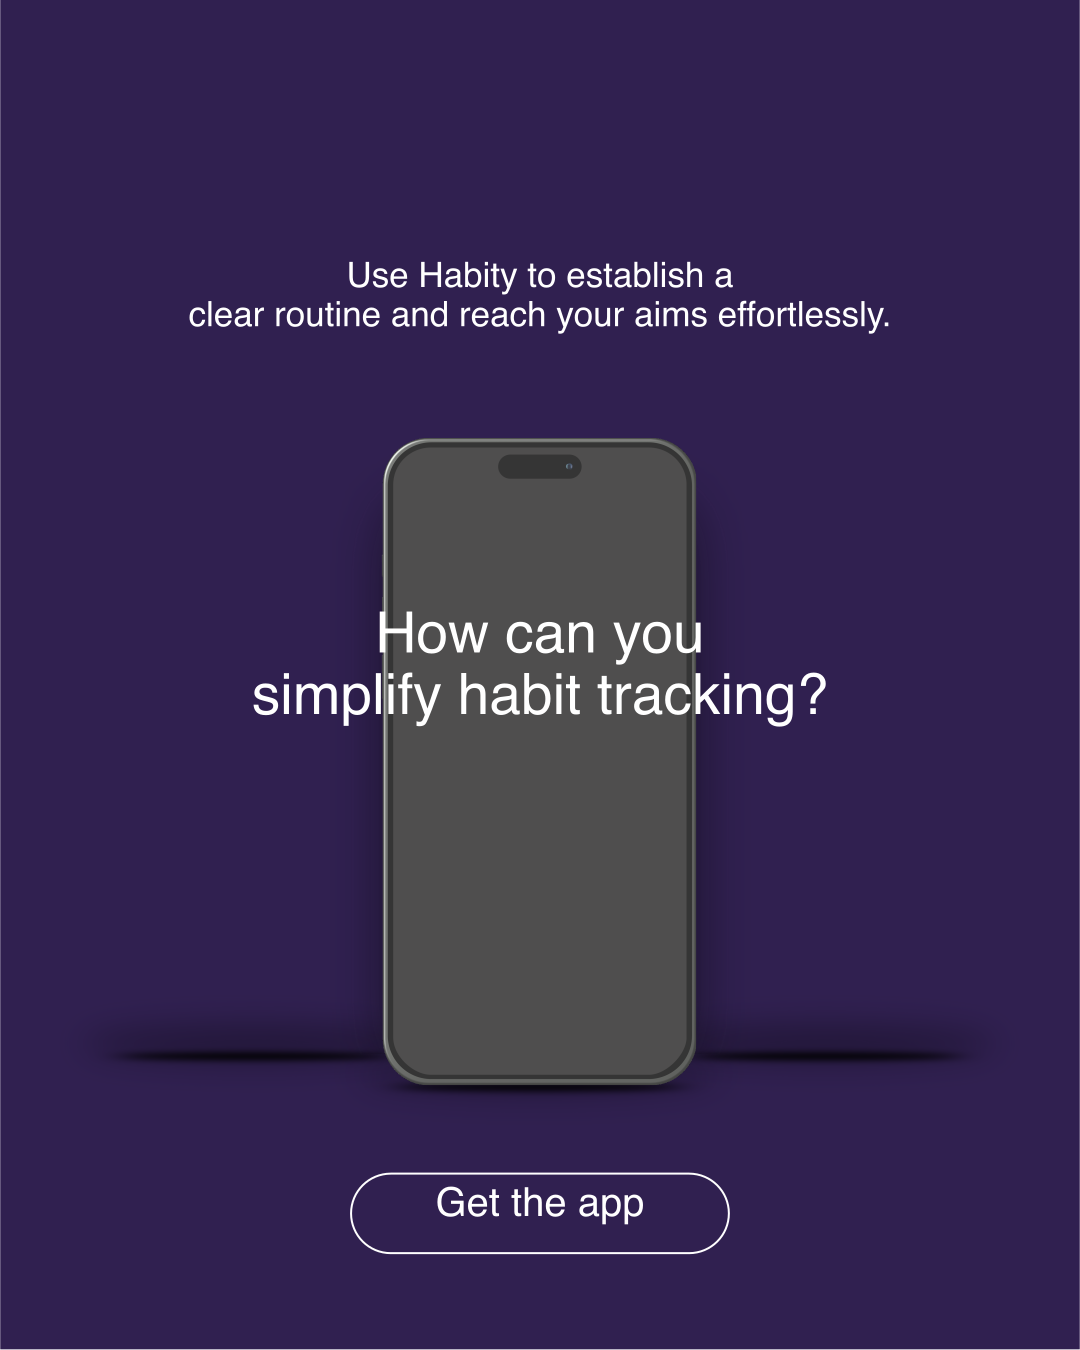 Use Habity to establish a
clear routine and reach your aims effortlessly.
How can you
simplify habit tracking?
Get the app